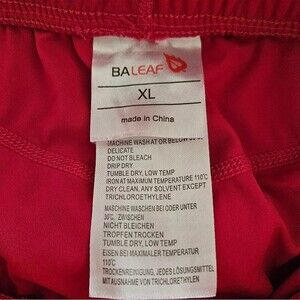 BALEAF
XL
made in China
MACHINE WASH AT OR BELOW
DELICATE
DO NOT BLEACH
DRIP DRY
TUMBLE DRY, LOW TEMP
IRON AT MAXIMUM TEMPERATURE 110℃
DRY CLEAN, ANY SOLVENT EXCEPT
TRICHLOROETHYLENE
MASCHINE WASCHEN BEI ODER UNTER
30℃, ZWISCHEN
NICHT BLEICHEN
TROPFEN TROCKEN
TUMBLE DRY, LOW TEMP
EISEN BEI MAXIMALER TEMPERATUR
110℃
TROCKENREINIGUNG, JEDES LÖSUNGSMITTEL
MIT AUSNAHME VON TRICHLORETHYLEN